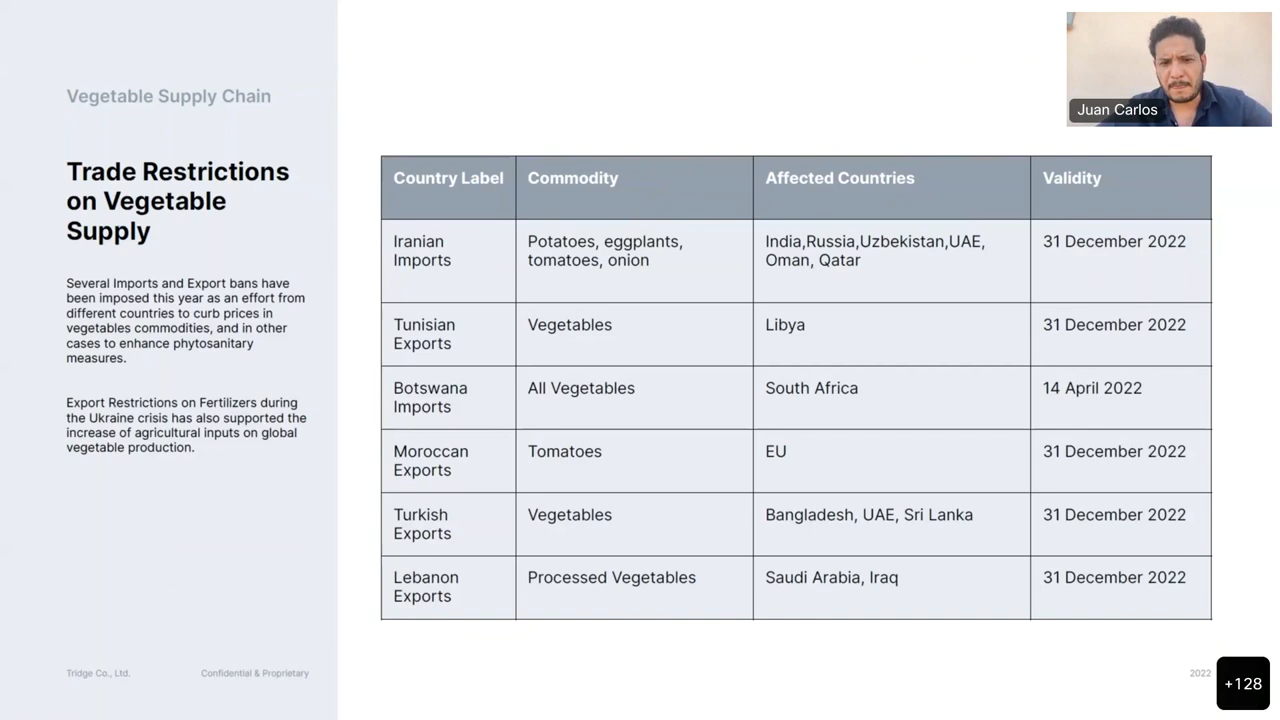 Vegetable Supply Chain
Trade Restrictions
on Vegetable
Supply
Several Imports and Export bans have
been imposed this year as an effort from
different countries to curb prices in
vegetables commodities, and in other
cases to enhance phytosanitary
measures.
Export Restrictions on Fertilizers during
the Ukraine crisis has also supported the
increase of agricultural inputs on global
vegetable production.
Tridge Co., Ltd.
Confidential & Proprietary
Juan Carlos
Country Label Commodity Affected Countries Validity
Iranian Potatoes, eggplants, India,Russia,Uzbekistan,UAE, 31 December 2022
Imports tomatoes, onion Oman, Qatar
Tunisian Vegetables Libya 31 December 2022
Exports
Botswana All Vegetables South Africa 14 April 2022
Imports
Moroccan Tomatoes EU 31 December 2022
Exports
Turkish Vegetables Bangladesh, UAE, Sri Lanka 31 December 2022
Exports
Lebanon Processed Vegetables Saudi Arabia, Iraq 31 December 2022
Exports
2022
+128